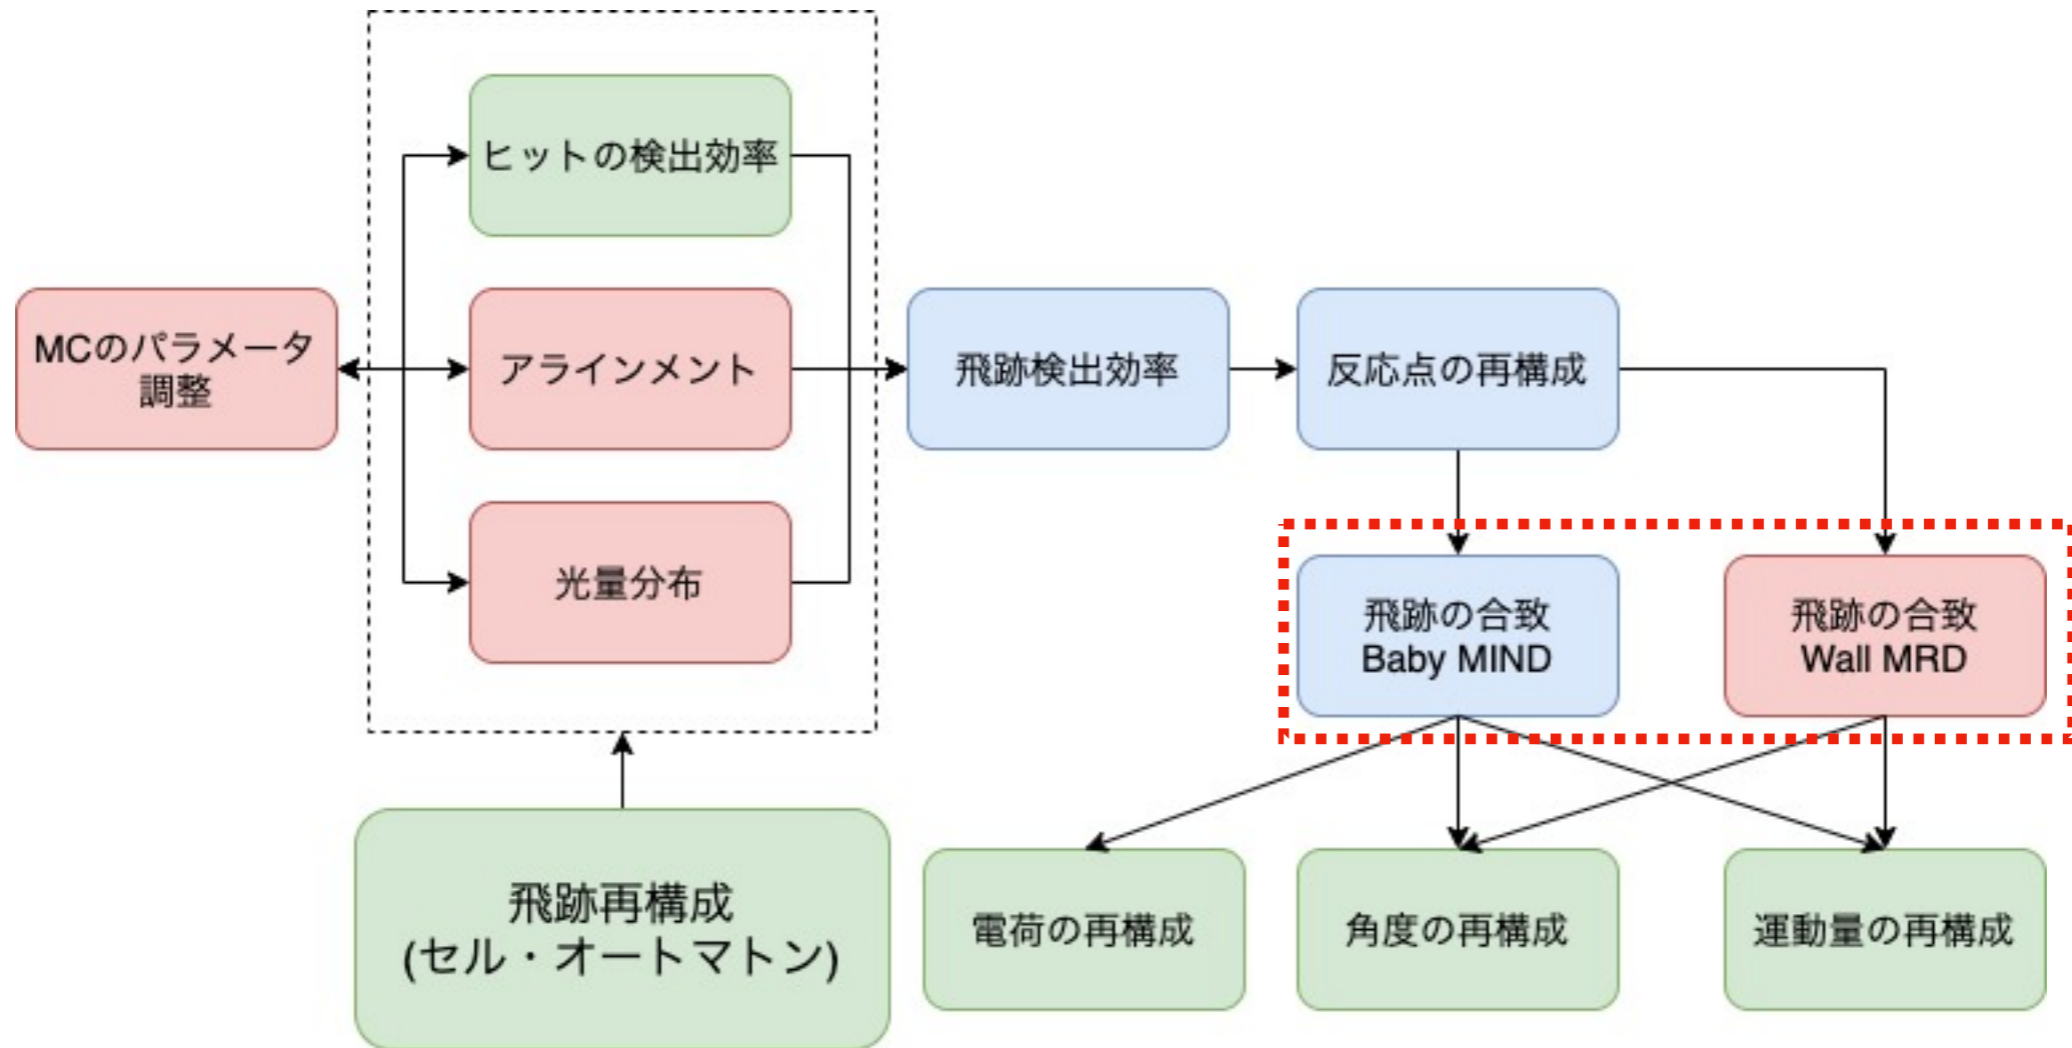 ヒットの検出効率
MCのパラメータ
調整
アラインメント
飛跡検出効率
反応点の再構成
光量分布
飛跡の合致
Baby MIND
飛跡の合致
Wall MRD
飛跡再構成
(セル・オートマトン)
電荷の再構成
角度の再構成
運動量の再構成